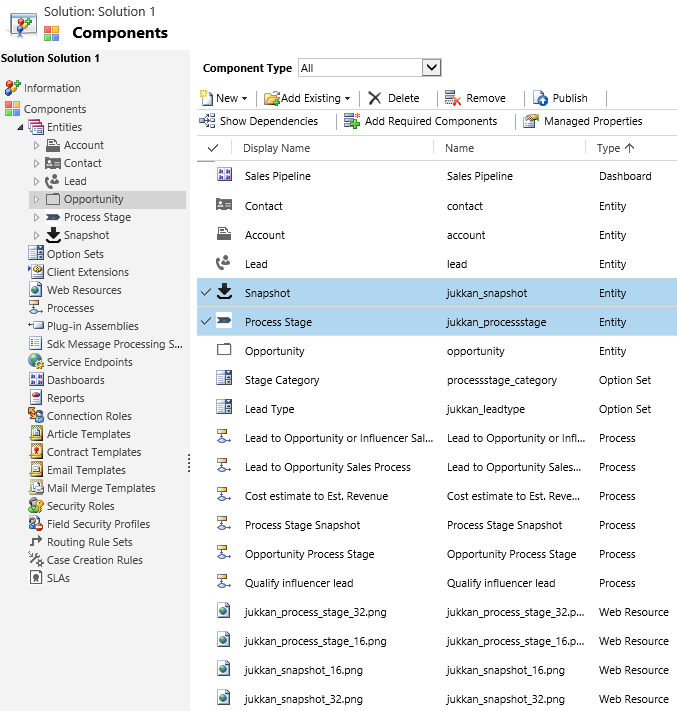 Solution: Solution 1
Components
Solution Solution 1
Information
Components
Entities
Account
Contact
Lead
Opportunity
Process Stage
Snapshot
Option Sets
Client Extensions
Web Resources
Processes
Plug-in Assemblies
Sdk Message Processing S...
Service Endpoints
Dashboards
Reports
Connection Roles
Article Templates
Contract Templates
Email Templates
Mail Merge Templates
Security Roles
Field Security Profiles
Routing Rule Sets
Case Creation Rules
SLAs
Component Type All
New Add Existing Delete Remove Publish
Show Dependencies Add Required Components Managed Properties
Display Name Name Type
Sales Pipeline Sales Pipeline Dashboard
Contact contact Entity
Account account Entity
Lead lead Entity
Snapshot jukkan_snapshot Entity
Process Stage jukkan_processstage Entity
Opportunity opportunity Entity
Stage Category processstage_category Option Set
Lead Type jukkan_leadtype Option Set
Lead to Opportunity or Influencer Sal... Lead to Opportunity or Infl... Process
Lead to Opportunity Sales Process Lead to Opportunity Sales... Process
Cost estimate to Est. Revenue Cost estimate to Est. Reve... Process
Process Stage Snapshot Process Stage Snapshot Process
Opportunity Process Stage Opportunity Process Stage Process
Qualify influencer lead Qualify influencer lead Process
jukkan_process_stage_32.png jukkan_process_stage_32.p... Web Resource
jukkan_process_stage_16.png jukkan_process_stage_16.p... Web Resource
jukkan_snapshot_16.png jukkan_snapshot_16.png Web Resource
jukkan_snapshot_32.png jukkan_snapshot_32.png Web Resource